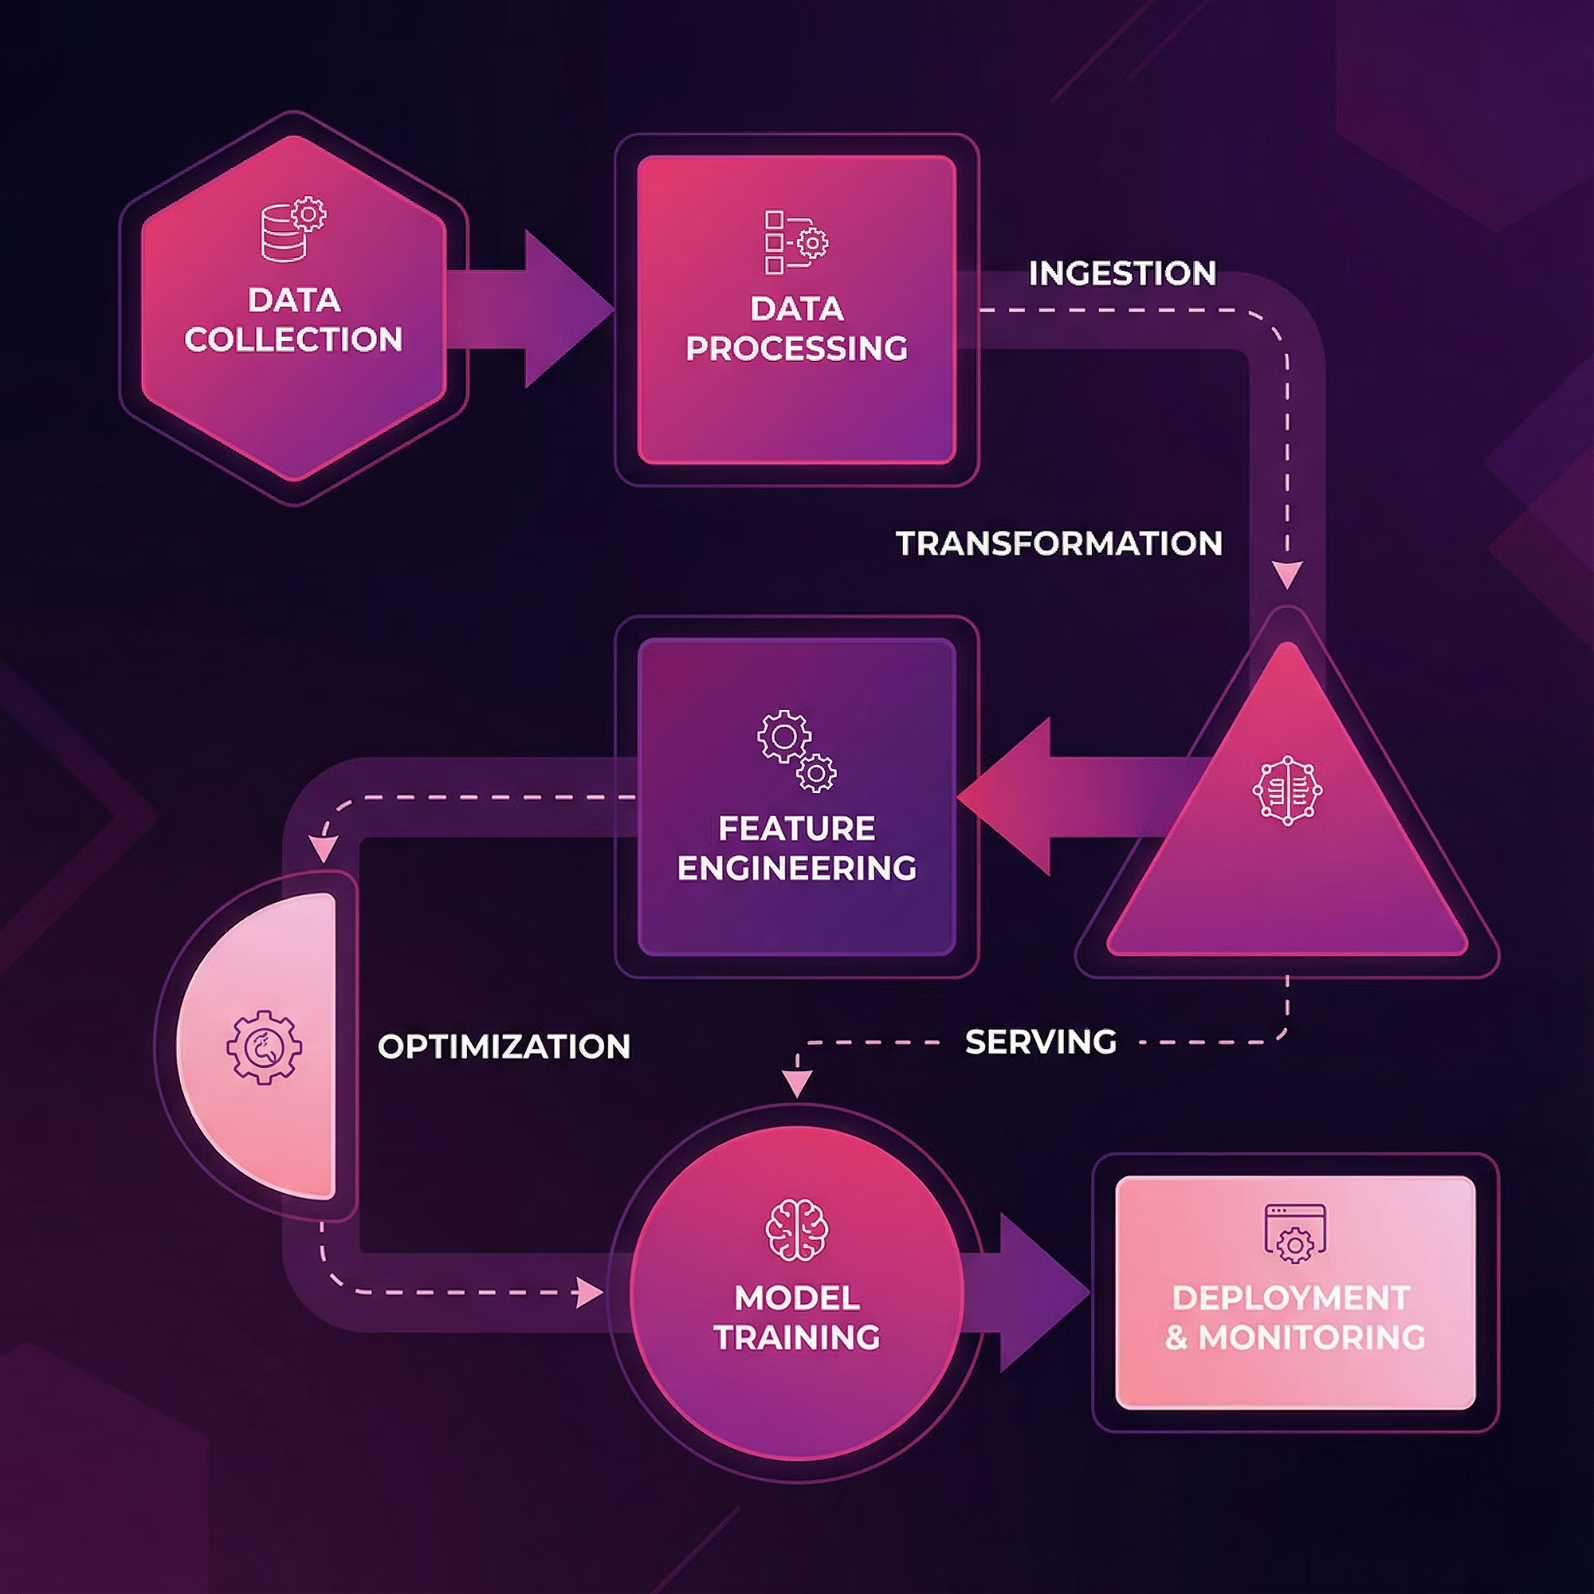 DATA
COLLECTION
DATA
PROCESSING
INGESTION
TRANSFORMATION
FEATURE
ENGINEERING
OPTIMIZATION
SERVING
MODEL
TRAINING
DEPLOYMENT
& MONITORING